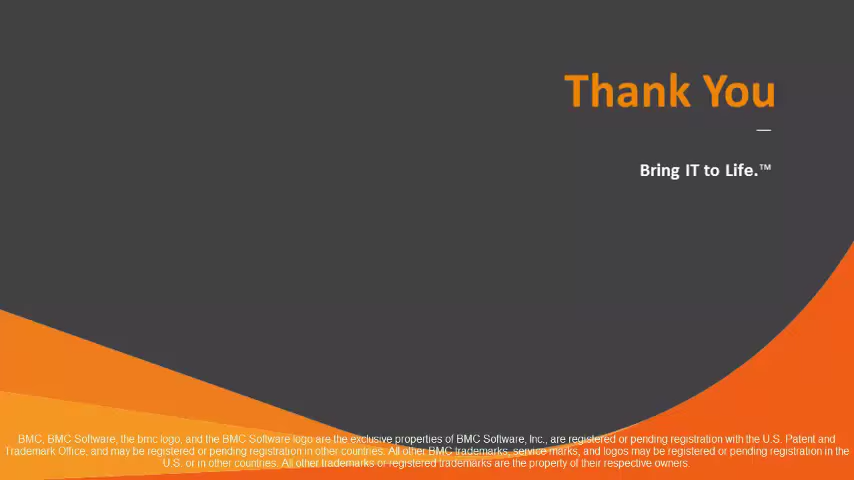 Thank You
—
Bring IT to Life.™
BMC, BMC Software, the bmc logo, and the BMC Software logo are the exclusive properties of BMC Software, Inc., are registered or pending registration with the U.S. Patent and
Trademark Office, and may be registered or pending registration in other countries. All other BMC trademarks, service marks, and logos may be registered or pending registration in the
U.S. or in other countries. All other trademarks or registered trademarks are the property of their respective owners.